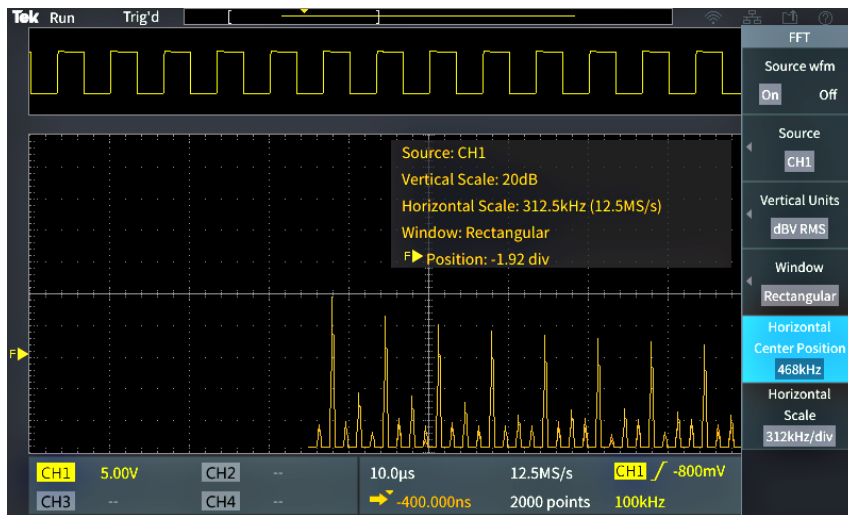 Tek Run Trig'd
FFT
Source wfm
On Off
Source
CH1
Vertical Units
dBV RMS
Window
Rectangular
Horizontal
Center Position
468kHz
Horizontal
Scale
312kHz/div
Source: CH1
Vertical Scale: 20dB
Horizontal Scale: 312.5kHz (12.5MS/s)
Window: Rectangular
F Position: -1.92 div
F
CH1 5.00V CH2 -- 10.0µs 12.5MS/s CH1 -800mV
CH3 -- CH4 -- -400.000ns 2000 points 100kHz